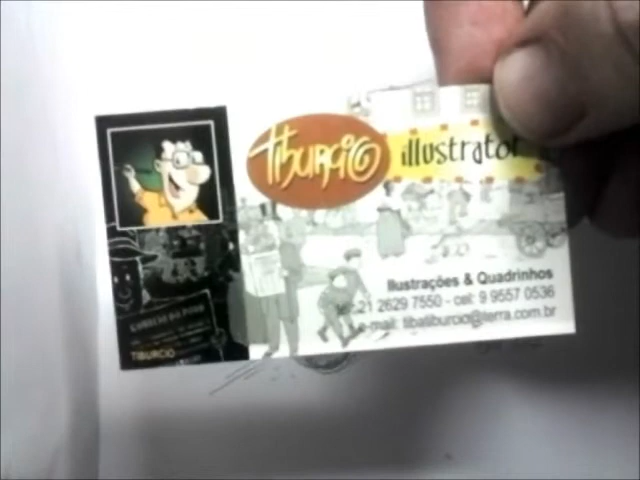 tiburcio illustrator
Ilustrações & Quadrinhos
21 2629 7550 - cel: 9 9557 0536
e-mail: tibatiburcio@terra.com.br
TIBURCIO